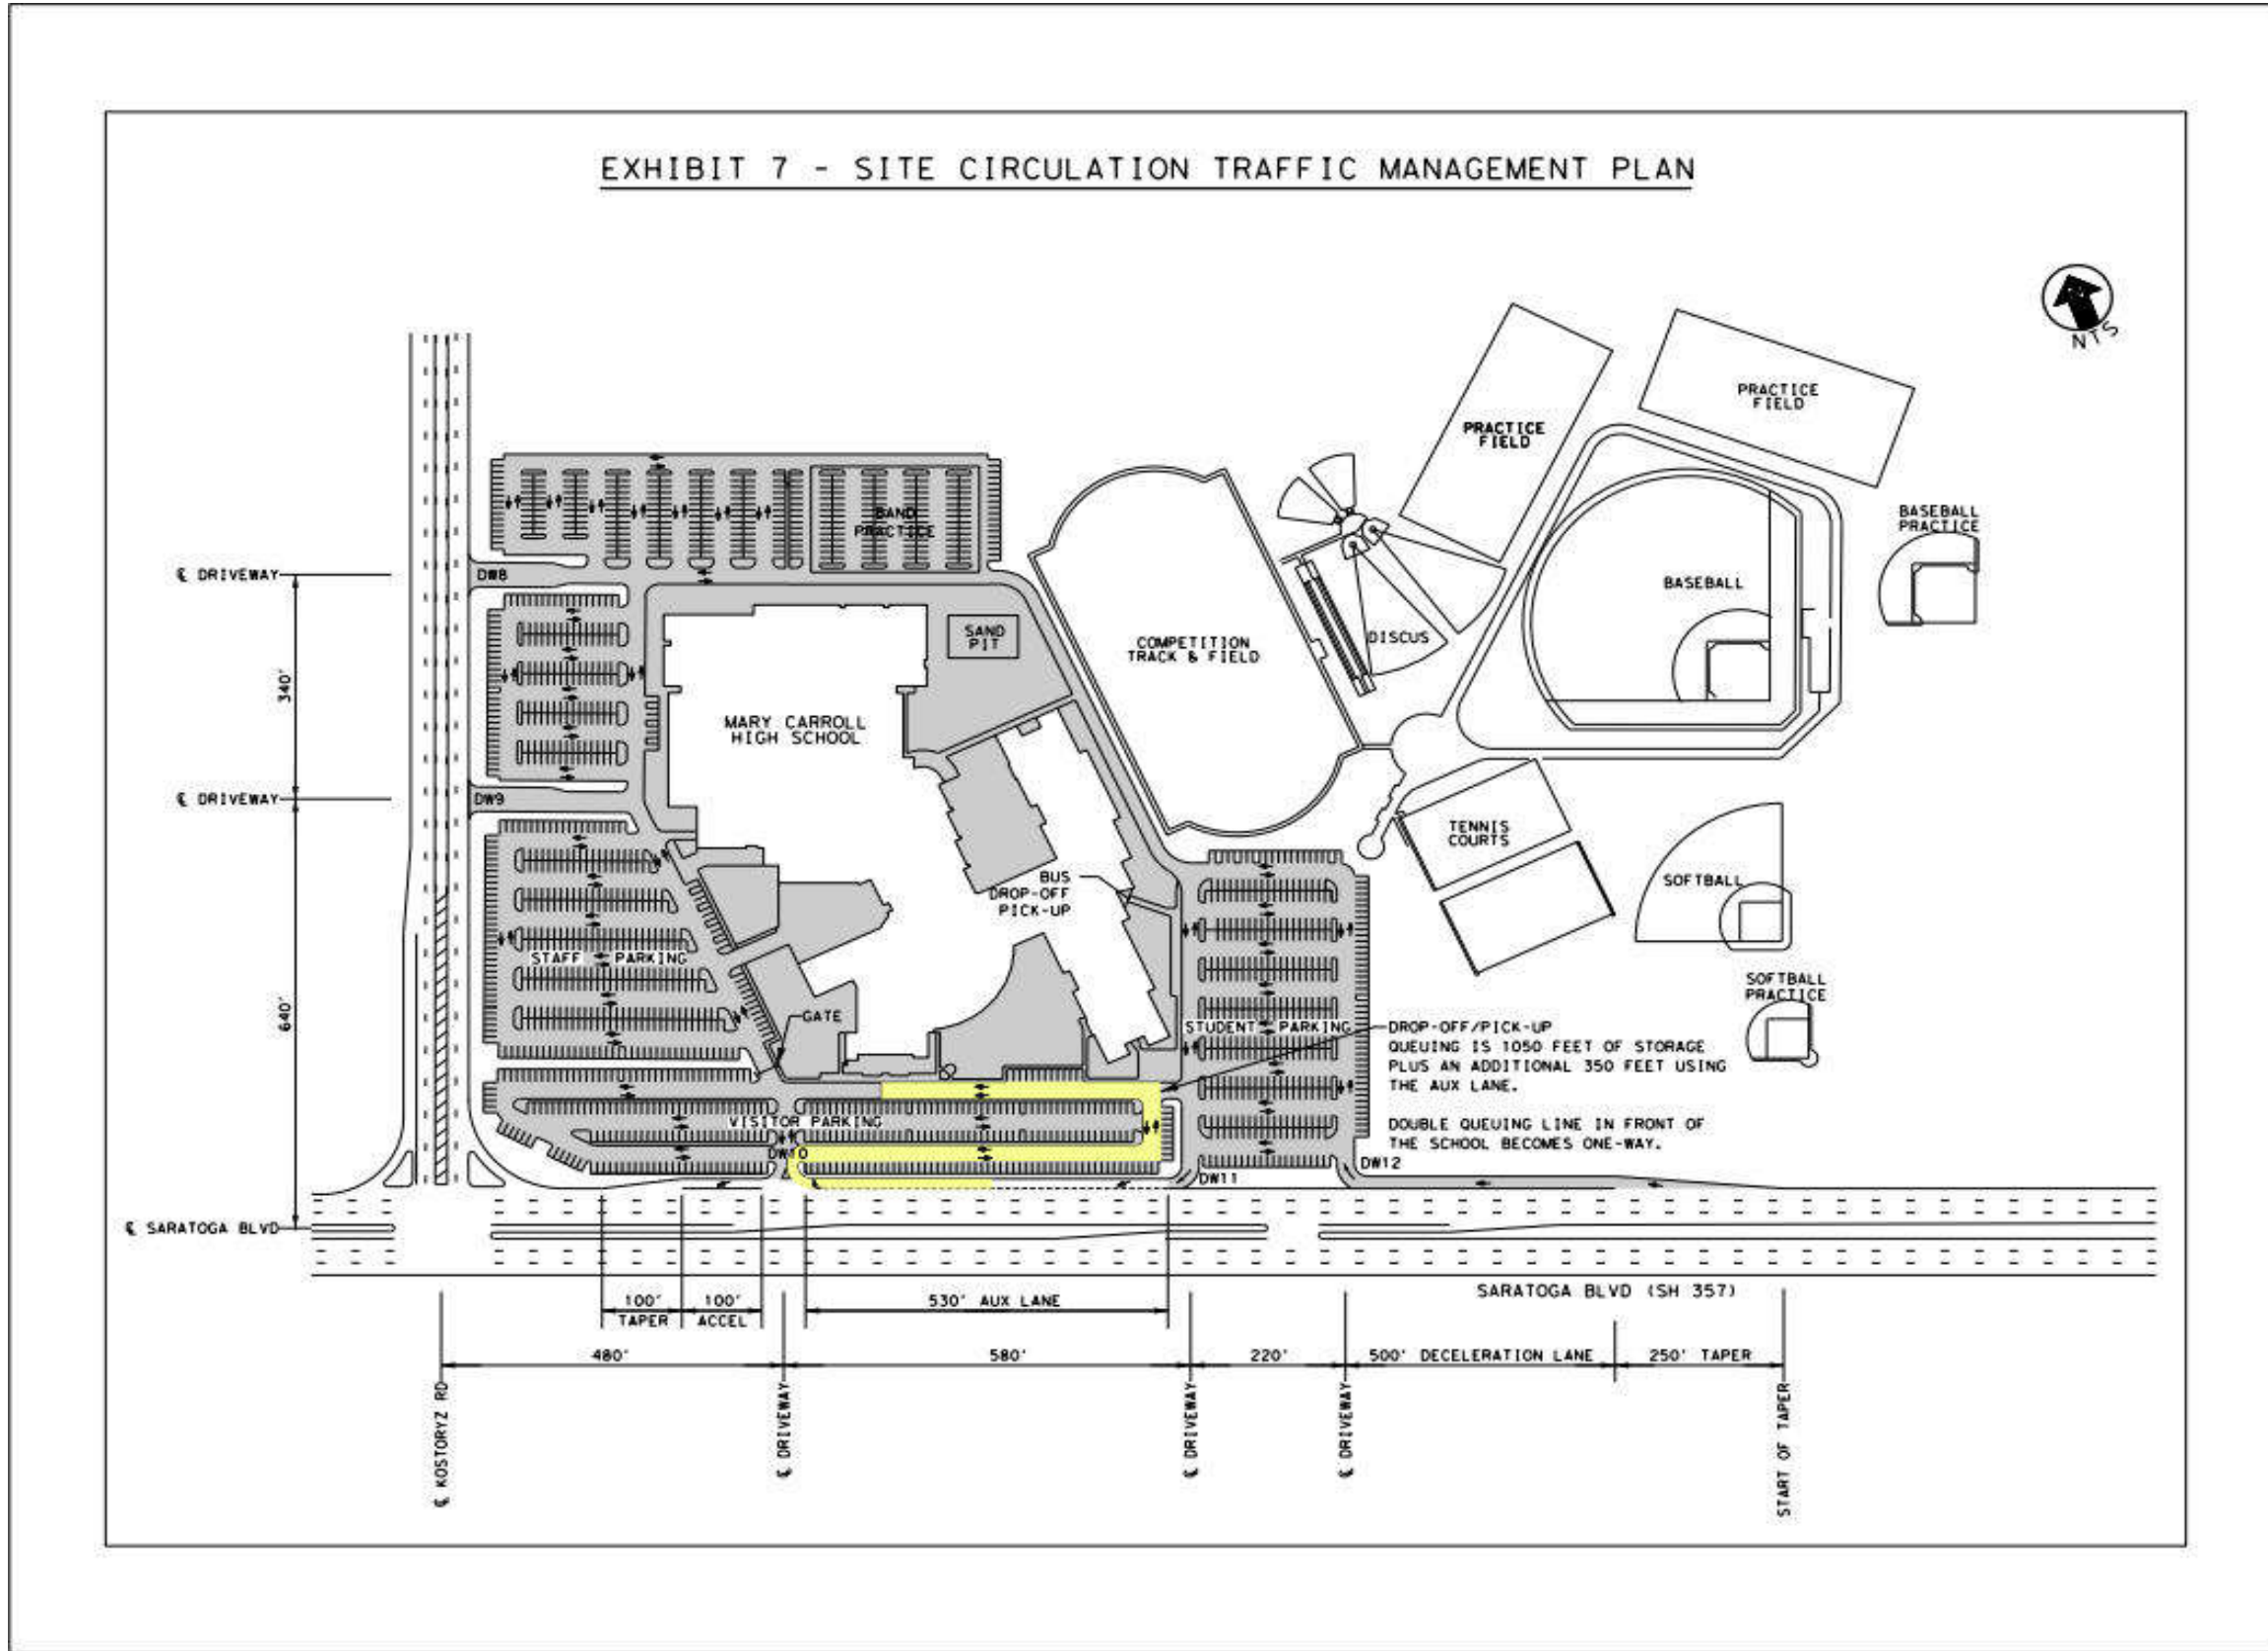 EXHIBIT 7 - SITE CIRCULATION TRAFFIC MANAGEMENT PLAN
NTS
PRACTICE
FIELD
PRACTICE
FIELD
BASEBALL
PRACTICE
BAND
PRACTICE
℄ DRIVEWAY
DW8
BASEBALL
SAND
PIT
DISCUS
COMPETITION
TRACK & FIELD
340'
MARY CARROLL
HIGH SCHOOL
℄ DRIVEWAY
DW9
TENNIS
COURTS
BUS
DROP-OFF
PICK-UP
SOFTBALL
STAFF PARKING
SOFTBALL
PRACTICE
640'
GATE
STUDENT PARKING
DROP-OFF/PICK-UP
QUEUING IS 1050 FEET OF STORAGE
PLUS AN ADDITIONAL 350 FEET USING
THE AUX LANE.
DOUBLE QUEUING LINE IN FRONT OF
THE SCHOOL BECOMES ONE-WAY.
VISITOR PARKING
DW10
DW11
DW12
℄ SARATOGA BLVD
SARATOGA BLVD (SH 357)
100'
TAPER
100'
ACCEL
530' AUX LANE
480'
580'
220'
500' DECELERATION LANE
250' TAPER
℄ KOSTORYZ RD
℄ DRIVEWAY
℄ DRIVEWAY
℄ DRIVEWAY
START OF TAPER